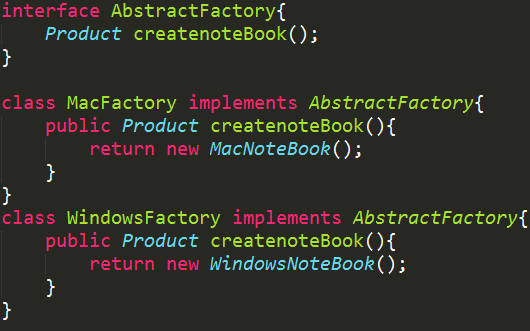 interface AbstractFactory{
    Product createnoteBook();
}

class MacFactory implements AbstractFactory{
    public Product createnoteBook(){
        return new MacNoteBook();
    }
}
class WindowsFactory implements AbstractFactory{
    public Product createnoteBook(){
        return new WindowsNoteBook();
    }
}